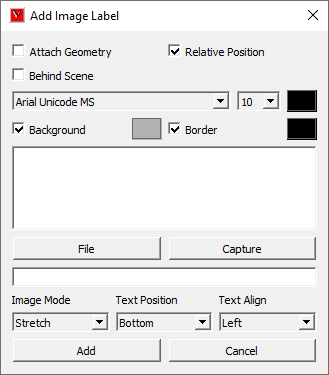 Add Image Label
Attach Geometry
Relative Position
Behind Scene
Arial Unicode MS
10
Background
Border
File
Capture
Image Mode
Text Position
Text Align
Stretch
Bottom
Left
Add
Cancel